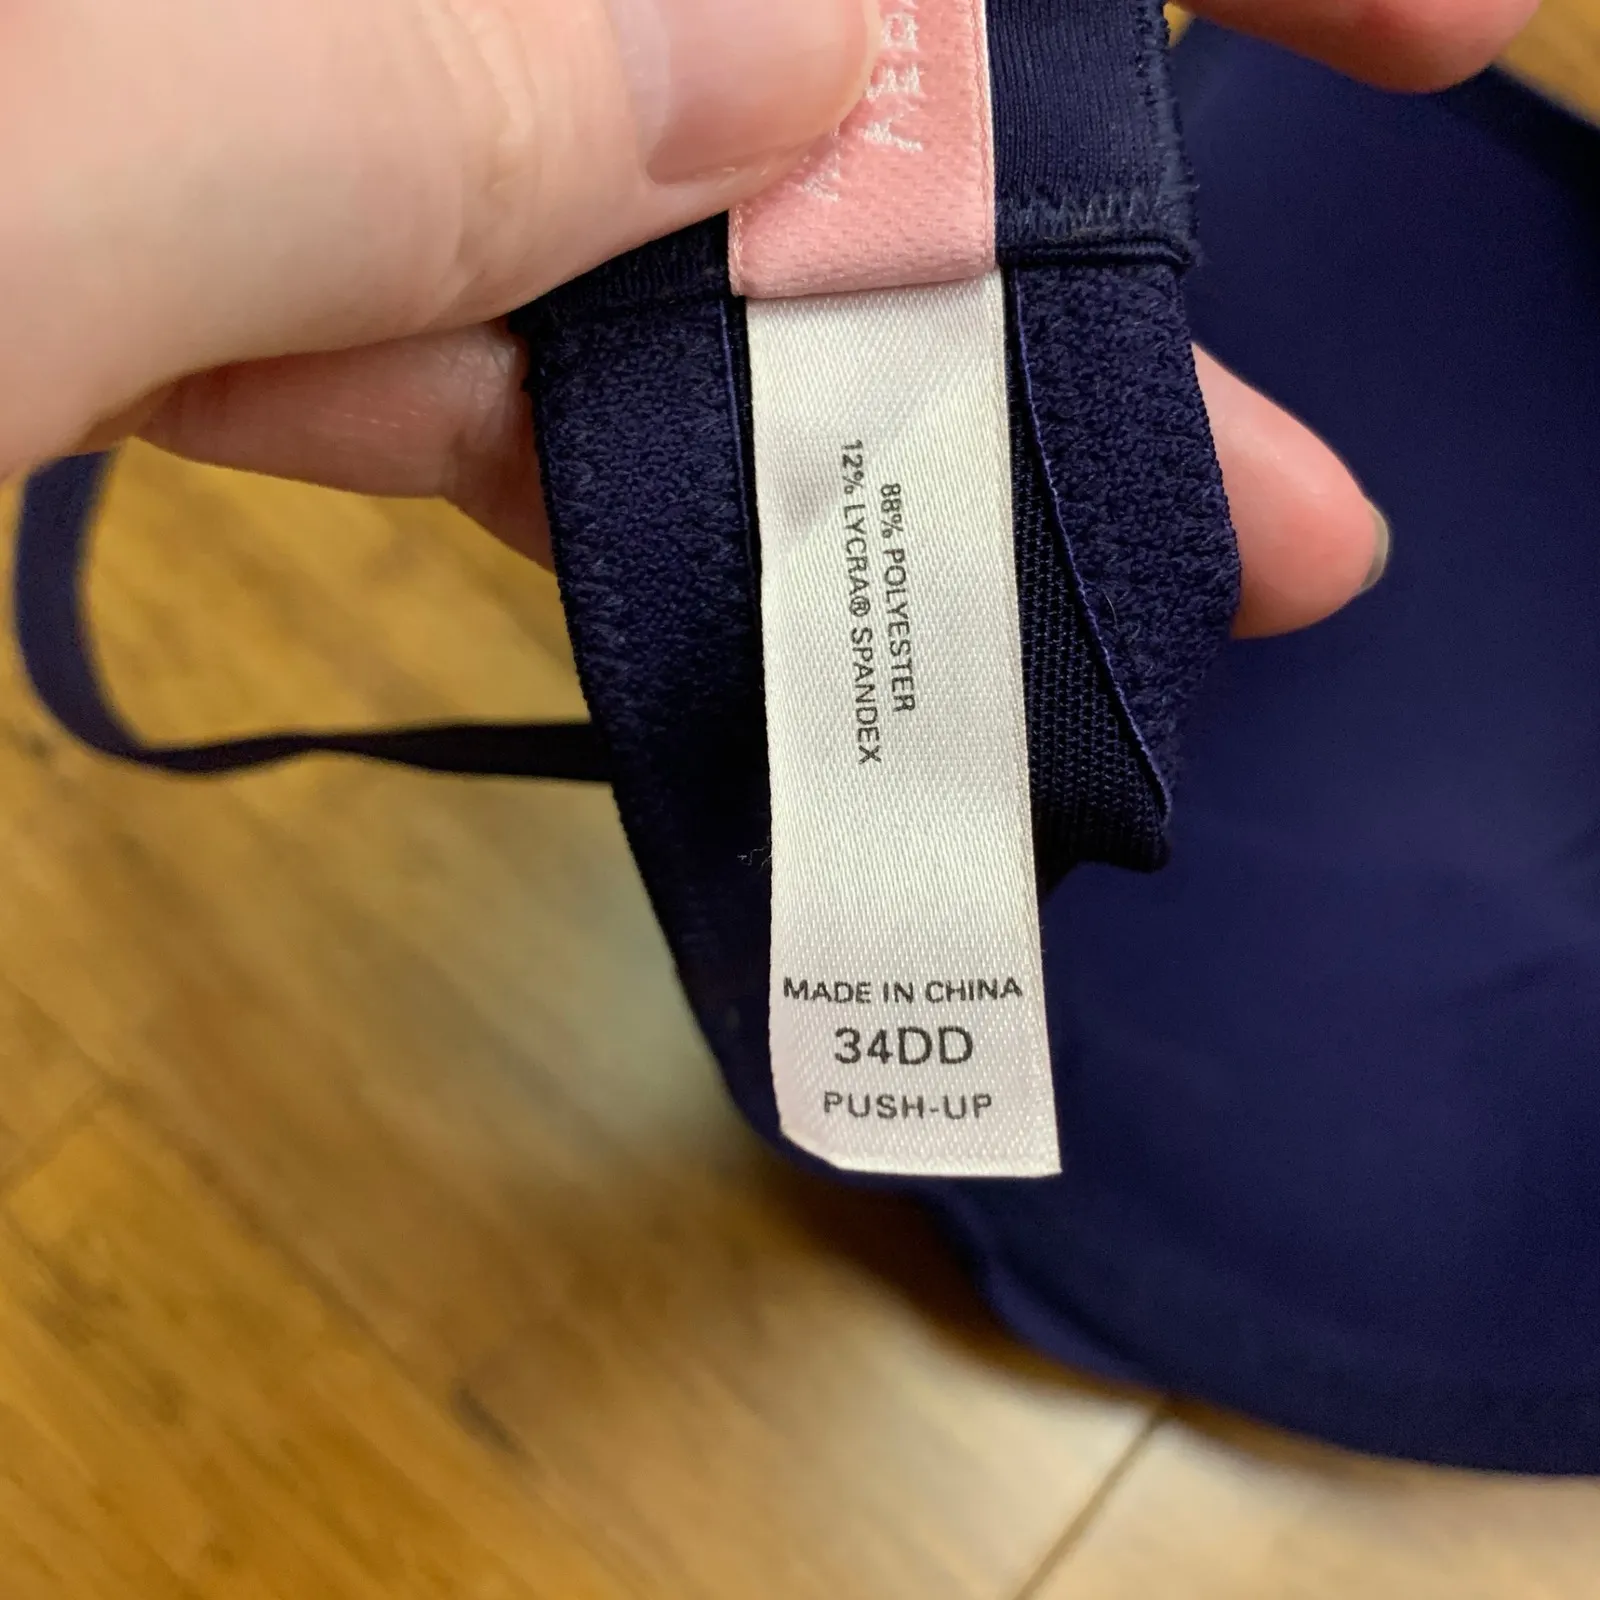 88% POLYESTER
12% LYCRA® SPANDEX
MADE IN CHINA
34DD
PUSH-UP